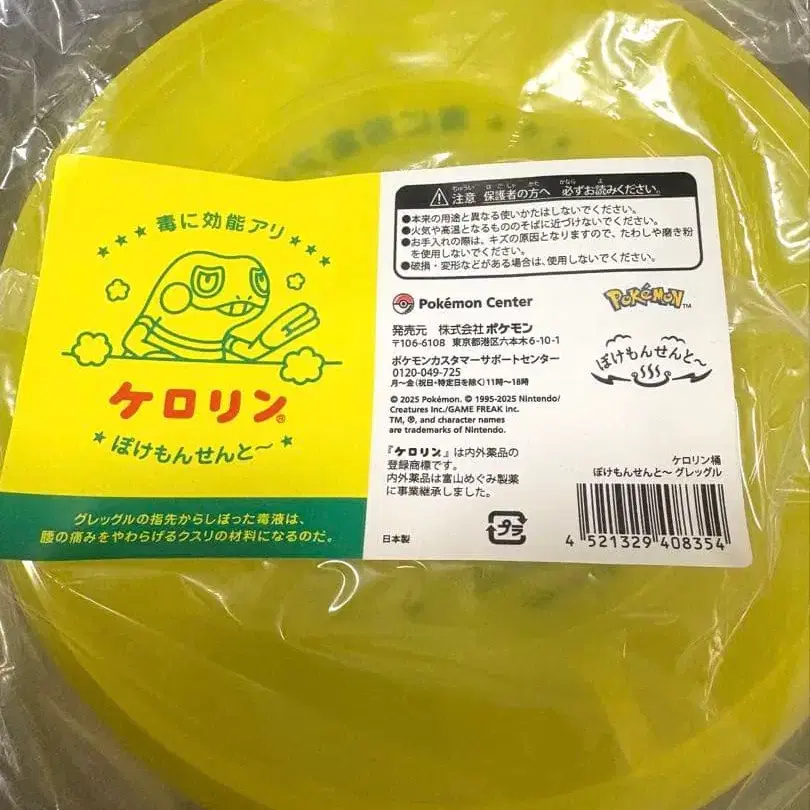 毒に効能アリ
毒に効能アリ
ケロリン®
ぽけもんせんと〜
グレッグルの指先からしぼった毒液は、
腰の痛みをやわらげるクスリの材料になるのだ。
注意 保護者の方へ 必ずお読みください。
●本来の用途と異なる使いかたはしないでください。
●火気や高温となるもののそばに近づけないでください。
●お手入れの際は、キズの原因となりますので、たわしや磨き粉
を使用しないでください。
●破損・変形などがある場合は、使用しないでください。
Pokémon Center
発売元 株式会社ポケモン
〒106-6108 東京都港区六本木6-10-1
ポケモンカスタマーサポートセンター
0120-049-725
月〜金(祝日・特定日を除く)11時〜18時
© 2025 Pokémon. © 1995-2025 Nintendo/
Creatures Inc./GAME FREAK inc.
TM, ®, and character names
are trademarks of Nintendo.
『ケロリン』は内外薬品の
登録商標です。
内外薬品は富山めぐみ製薬
に事業継承しました。
日本製
プラ
POKéMON™
ぽけもんせんと〜
ケロリン桶
ぽけもんせんと〜 グレッグル
4 521329 408354